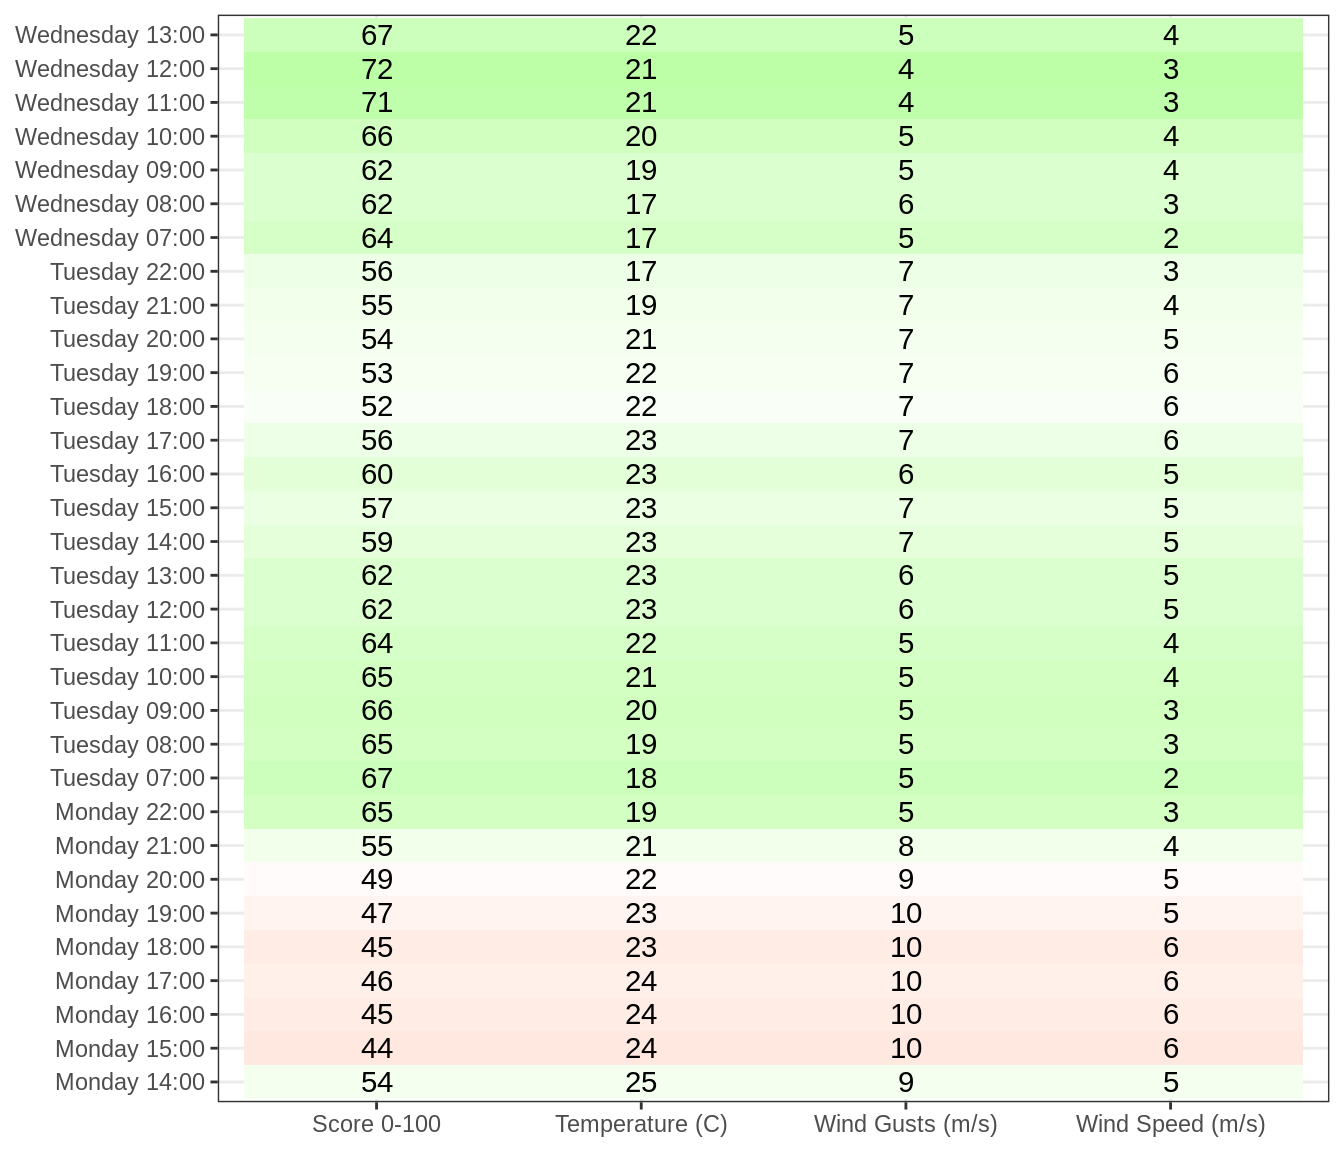 Wednesday 13:00 67 22 5 4
Wednesday 12:00 72 21 4 3
Wednesday 11:00 71 21 4 3
Wednesday 10:00 66 20 5 4
Wednesday 09:00 62 19 5 4
Wednesday 08:00 62 17 6 3
Wednesday 07:00 64 17 5 2
Tuesday 22:00 56 17 7 3
Tuesday 21:00 55 19 7 4
Tuesday 20:00 54 21 7 5
Tuesday 19:00 53 22 7 6
Tuesday 18:00 52 22 7 6
Tuesday 17:00 56 23 7 6
Tuesday 16:00 60 23 6 5
Tuesday 15:00 57 23 7 5
Tuesday 14:00 59 23 7 5
Tuesday 13:00 62 23 6 5
Tuesday 12:00 62 23 6 5
Tuesday 11:00 64 22 5 4
Tuesday 10:00 65 21 5 4
Tuesday 09:00 66 20 5 3
Tuesday 08:00 65 19 5 3
Tuesday 07:00 67 18 5 2
Monday 22:00 65 19 5 3
Monday 21:00 55 21 8 4
Monday 20:00 49 22 9 5
Monday 19:00 47 23 10 5
Monday 18:00 45 23 10 6
Monday 17:00 46 24 10 6
Monday 16:00 45 24 10 6
Monday 15:00 44 24 10 6
Monday 14:00 54 25 9 5
Score 0-100 Temperature (C) Wind Gusts (m/s) Wind Speed (m/s)